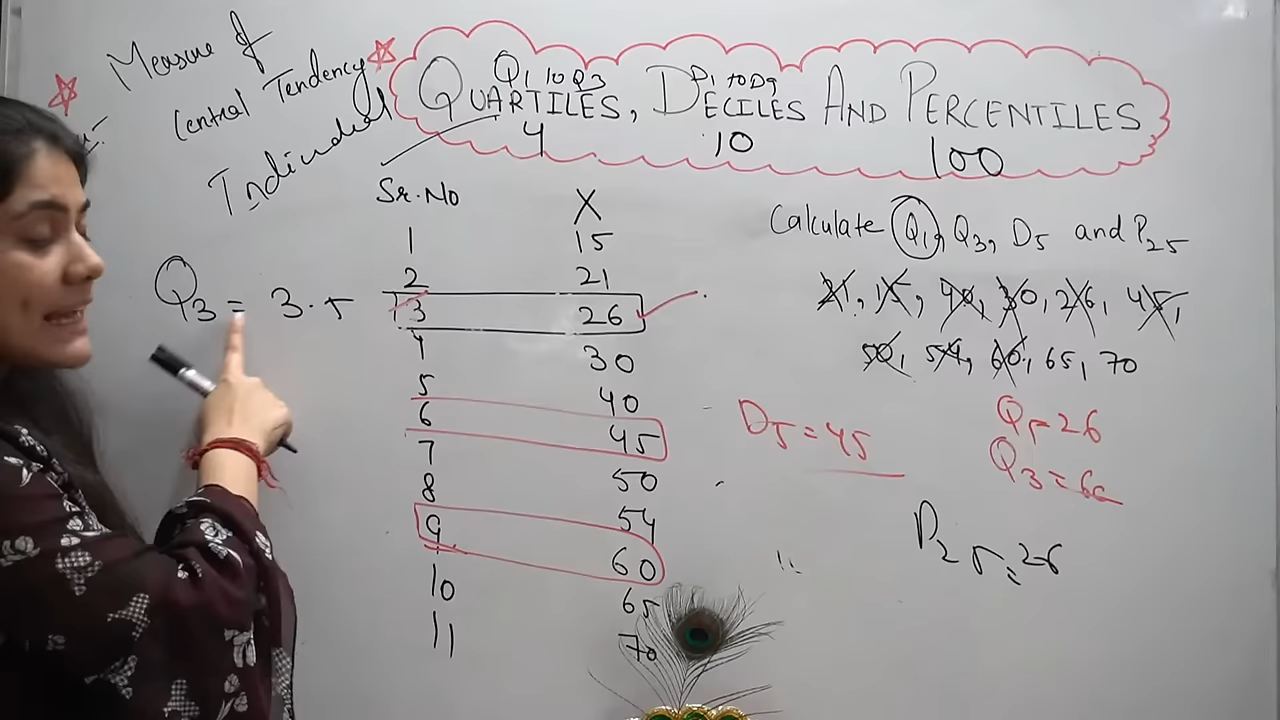 Measure of
Central Tendency
Individual
Q1 to Q3
D1 to D9
QUARTILES, DECILES AND PERCENTILES
4
10
100
Sr.No X
1 15
2 21
3 26
4 30
5 40
6 45
7 50
8 54
9 60
10 65
11 70
Q3 = 3.5
Calculate Q1, Q3, D5 and P25
21, 15, 40, 30, 26, 45,
50, 54, 60, 65, 70
D5 = 45
Q1=26
Q3=60
P25=26